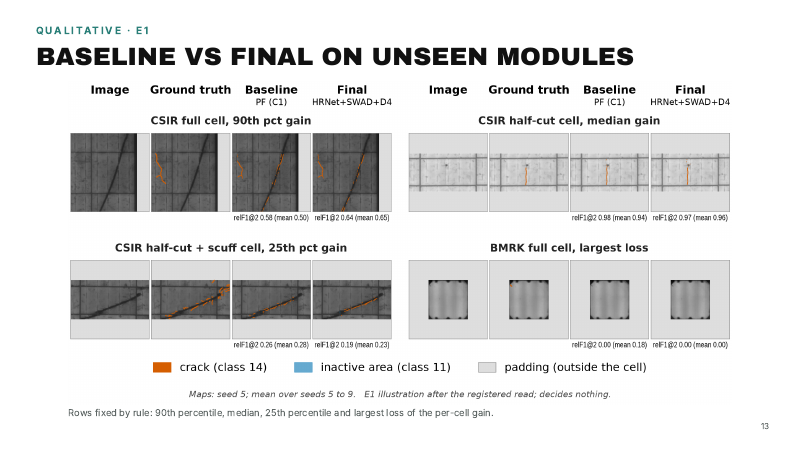 QUALITATIVE · E1
BASELINE VS FINAL ON UNSEEN MODULES
Image Ground truth Baseline Final Image Ground truth Baseline Final
PF (C1) HRNet+SWAD+D4 PF (C1) HRNet+SWAD+D4
CSIR full cell, 90th pct gain CSIR half-cut cell, median gain
relF1@2 0.58 (mean 0.50) relF1@2 0.64 (mean 0.65) relF1@2 0.98 (mean 0.94) relF1@2 0.97 (mean 0.96)
CSIR half-cut + scuff cell, 25th pct gain BMRK full cell, largest loss
relF1@2 0.26 (mean 0.28) relF1@2 0.19 (mean 0.23) relF1@2 0.00 (mean 0.18) relF1@2 0.00 (mean 0.00)
crack (class 14) inactive area (class 11) padding (outside the cell)
Maps: seed 5; mean over seeds 5 to 9. E1 illustration after the registered read; decides nothing.
Rows fixed by rule: 90th percentile, median, 25th percentile and largest loss of the per-cell gain.
13